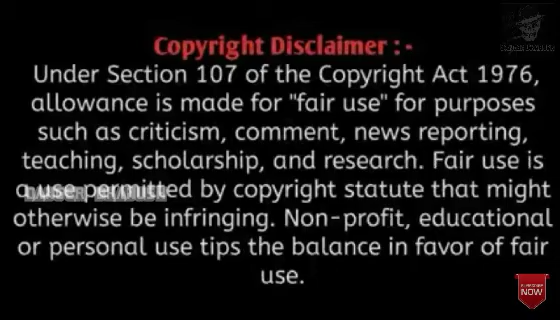 Copyright Disclaimer : -
Under Section 107 of the Copyright Act 1976,
allowance is made for "fair use" for purposes
such as criticism, comment, news reporting,
teaching, scholarship, and research. Fair use is
a use permitted by copyright statute that might
otherwise be infringing. Non-profit, educational
or personal use tips the balance in favor of fair
use.
NOW